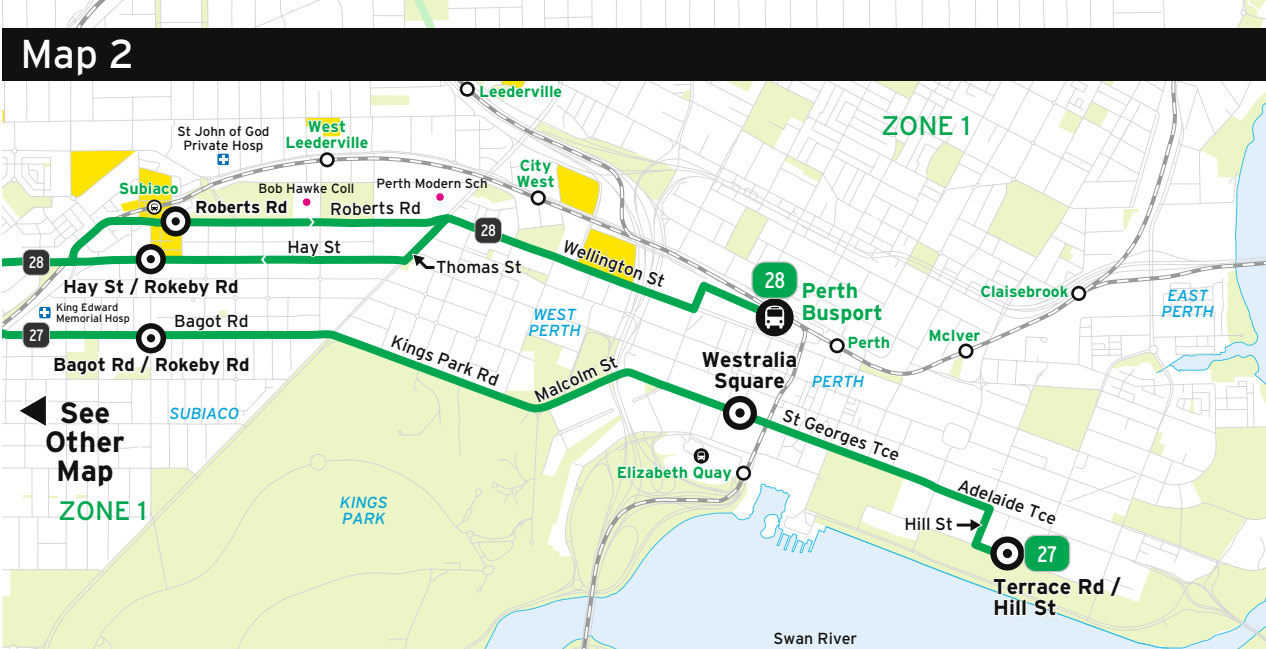 Map 2
Leederville
ZONE 1
St John of God
Private Hosp
West
Leederville
City
West
Subiaco
Bob Hawke Coll
Perth Modern Sch
Roberts Rd
Roberts Rd
28
Hay St
Wellington St
28
Thomas St
28
Perth
Busport
Hay St / Rokeby Rd
Claisebrook
EAST
PERTH
King Edward
Memorial Hosp
27
Bagot Rd
WEST
PERTH
McIver
Perth
Bagot Rd / Rokeby Rd
Kings Park Rd
Malcolm St
Westralia
Square
PERTH
See
Other
Map
SUBIACO
St Georges Tce
ZONE 1
KINGS
PARK
Elizabeth Quay
Adelaide Tce
Hill St
27
Terrace Rd /
Hill St
Swan River